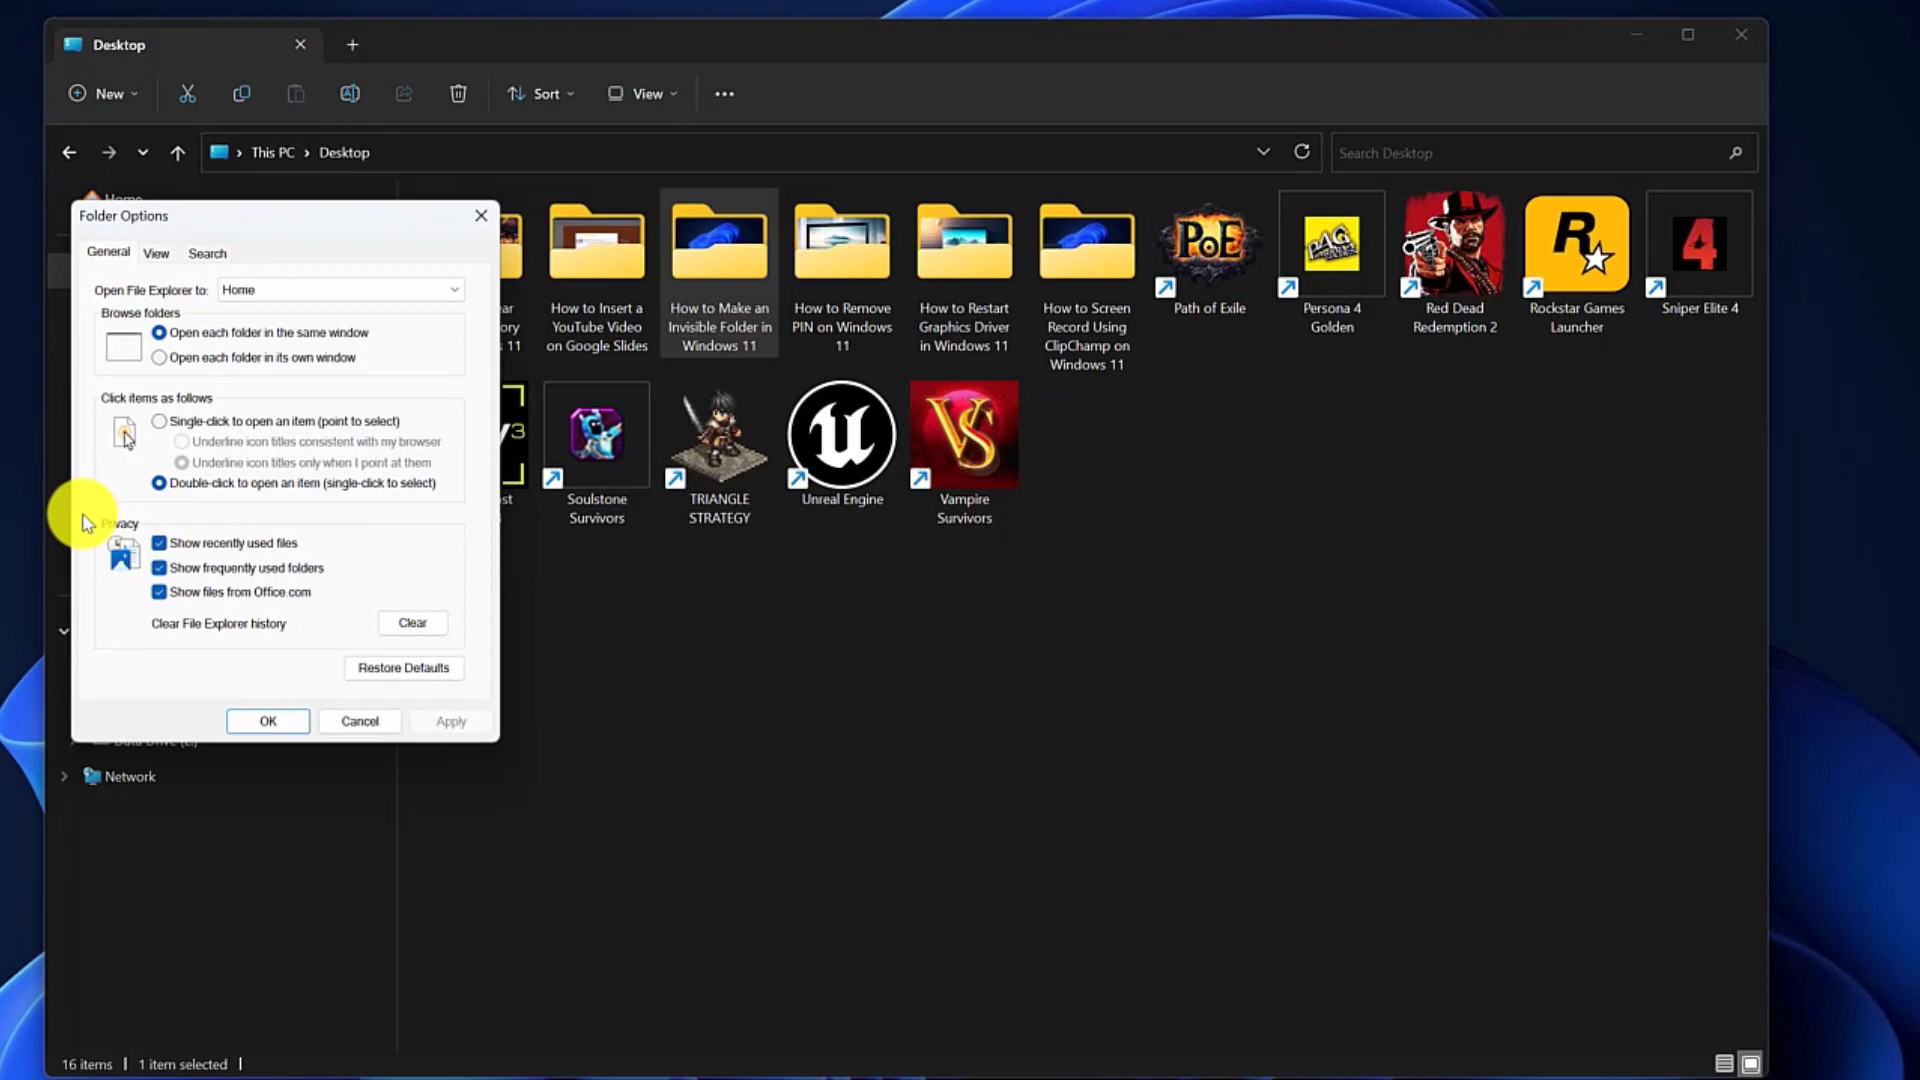 Desktop
New
Sort
View
This PC
Desktop
Search Desktop
Home
Folder Options
General
View
Search
Open File Explorer to:
Home
Browse folders
Open each folder in the same window
Open each folder in its own window
Click items as follows
Single-click to open an item (point to select)
Underline icon titles consistent with my browser
Underline icon titles only when I point at them
Double-click to open an item (single-click to select)
Privacy
Show recently used files
Show frequently used folders
Show files from Office.com
Clear File Explorer history
Clear
Restore Defaults
OK
Cancel
Apply
Network
11
How to Insert a
YouTube Video
on Google Slides
How to Make an
Invisible Folder in
Windows 11
How to Remove
PIN on Windows
11
How to Restart
Graphics Driver
in Windows 11
How to Screen
Record Using
ClipChamp on
Windows 11
PoE
Path of Exile
P4G
Persona 4
Golden
Red Dead
Redemption 2
R
Rockstar Games
Launcher
4
Sniper Elite 4
3
Soulstone
Survivors
TRIANGLE
STRATEGY
Unreal Engine
VS
Vampire
Survivors
16 items
1 item selected